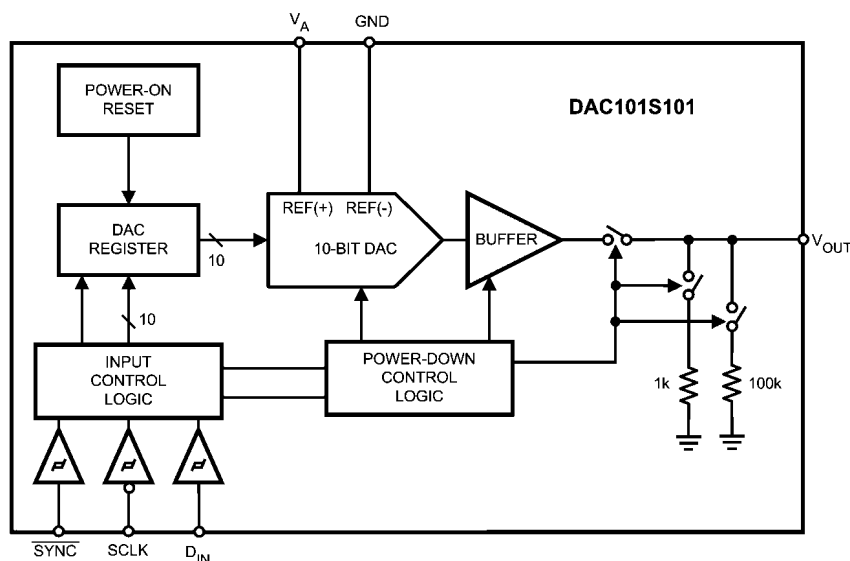 V_A
GND
POWER-ON
RESET
DAC101S101
REF(+)
REF(-)
DAC
REGISTER
10
10-BIT DAC
BUFFER
V_OUT
10
INPUT
CONTROL
LOGIC
POWER-DOWN
CONTROL
LOGIC
1k
100k
SYNC
SCLK
D_IN